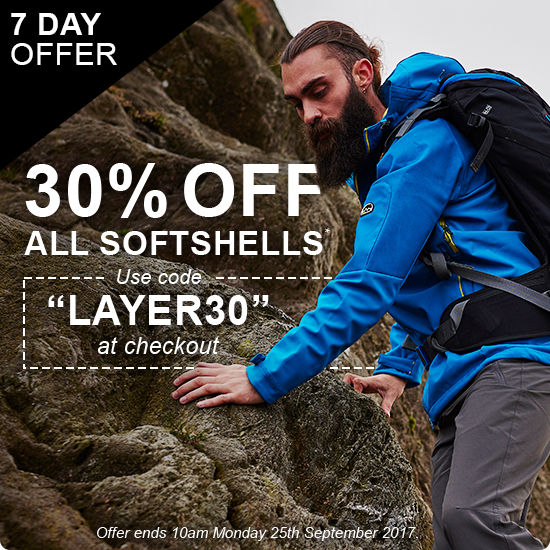 7 DAY
OFFER
30% OFF
ALL SOFTSHELLS*
Use code
“LAYER30”
at checkout
Offer ends 10am Monday 25th September 2017.